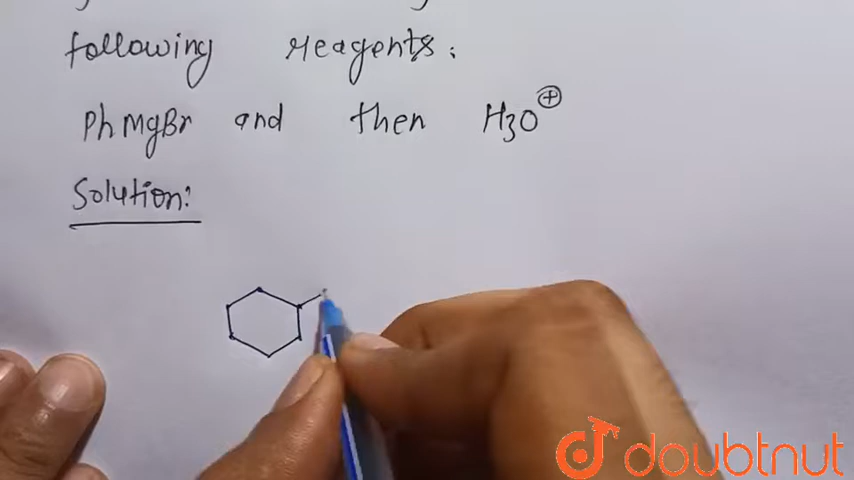 following reagents:
PhMgBr and then H3O⊕
Solution:
doubtnut